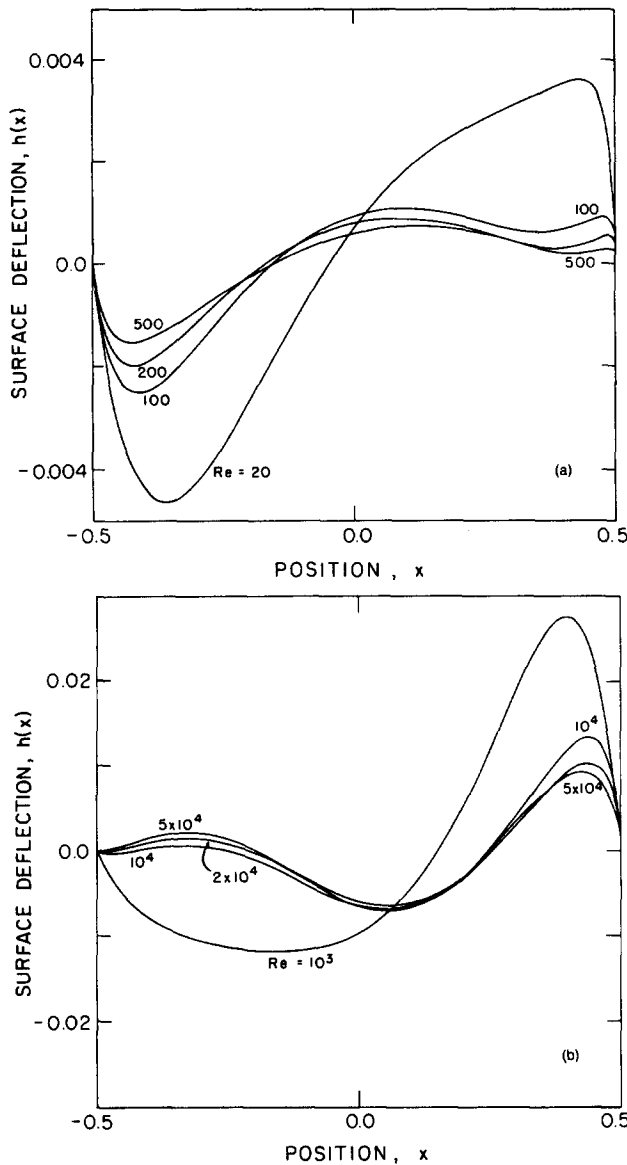 0.004
0.0
-0.004
SURFACE DEFLECTION, h(x)
500
200
100
Re = 20
100
500
(a)
-0.5
0.0
0.5
POSITION , x
0.02
0.0
-0.02
SURFACE DEFLECTION, h(x)
5x10⁴
10⁴
2x10⁴
Re = 10³
10⁴
5x10⁴
(b)
-0.5
0.0
0.5
POSITION , x